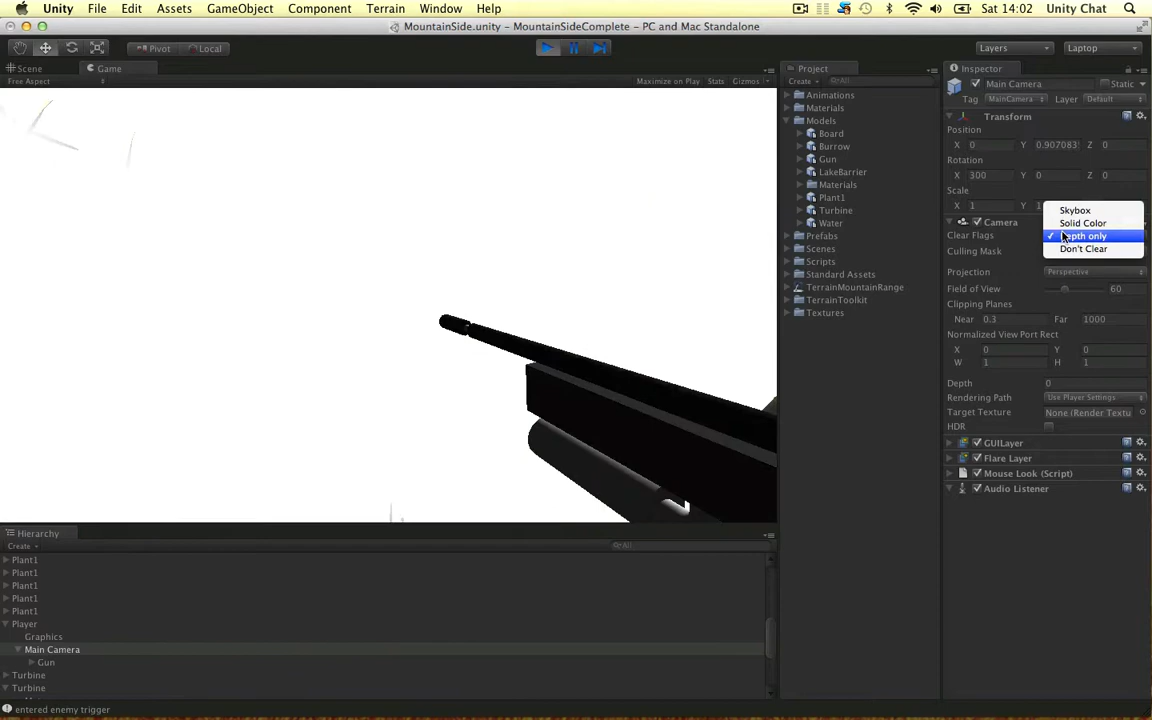 Unity File Edit Assets GameObject Component Terrain Window Help Sat 14:02 Unity Chat
MountainSide.unity - MountainSideComplete - PC and Mac Standalone
Pivot Local Layers Laptop
Scene Game Project Inspector
Free Aspect Maximize on Play Stats Gizmos Create All
Main Camera Static
Tag MainCamera Layer Default
Animations
Materials
Models
Board
Burrow
Gun
LakeBarrier
Materials
Plant1
Turbine
Water
Prefabs
Scenes
Scripts
Standard Assets
TerrainMountainRange
TerrainToolkit
Textures
Transform
Position
X 0 Y 0.907083 Z 0
Rotation
X 300 Y 0 Z 0
Scale
X 1 Y 1
Camera
Clear Flags
Skybox
Solid Color
Depth only
Don't Clear
Culling Mask
Projection Perspective
Field of View 60
Clipping Planes
Near 0.3 Far 1000
Normalized View Port Rect
X 0 Y 0
W 1 H 1
Depth 0
Rendering Path Use Player Settings
Target Texture None (Render Textu
HDR
GUILayer
Flare Layer
Mouse Look (Script)
Audio Listener
Hierarchy
Create All
Plant1
Plant1
Plant1
Plant1
Plant1
Player
Graphics
Main Camera
Gun
Turbine
Turbine
entered enemy trigger